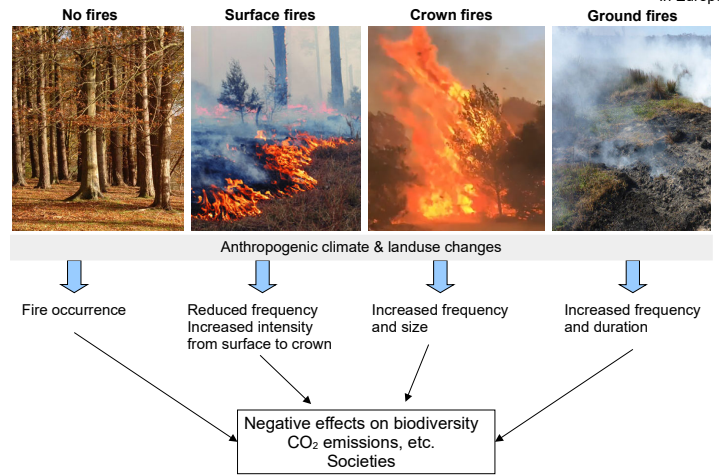 in Europ
No fires
Surface fires
Crown fires
Ground fires
Anthropogenic climate & landuse changes
Fire occurrence
Reduced frequency
Increased intensity
from surface to crown
Increased frequency
and size
Increased frequency
and duration
Negative effects on biodiversity
CO₂ emissions, etc.
Societies